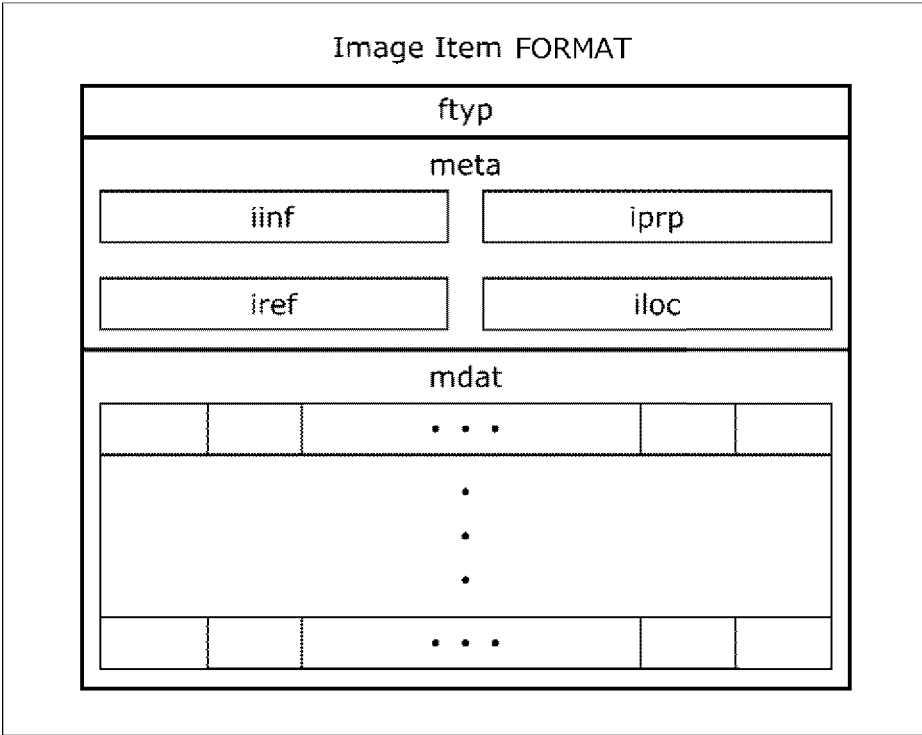 Image Item FORMAT
ftyp
meta
iinf
iprp
iref
iloc
mdat
• • •
•
•
•
• • •